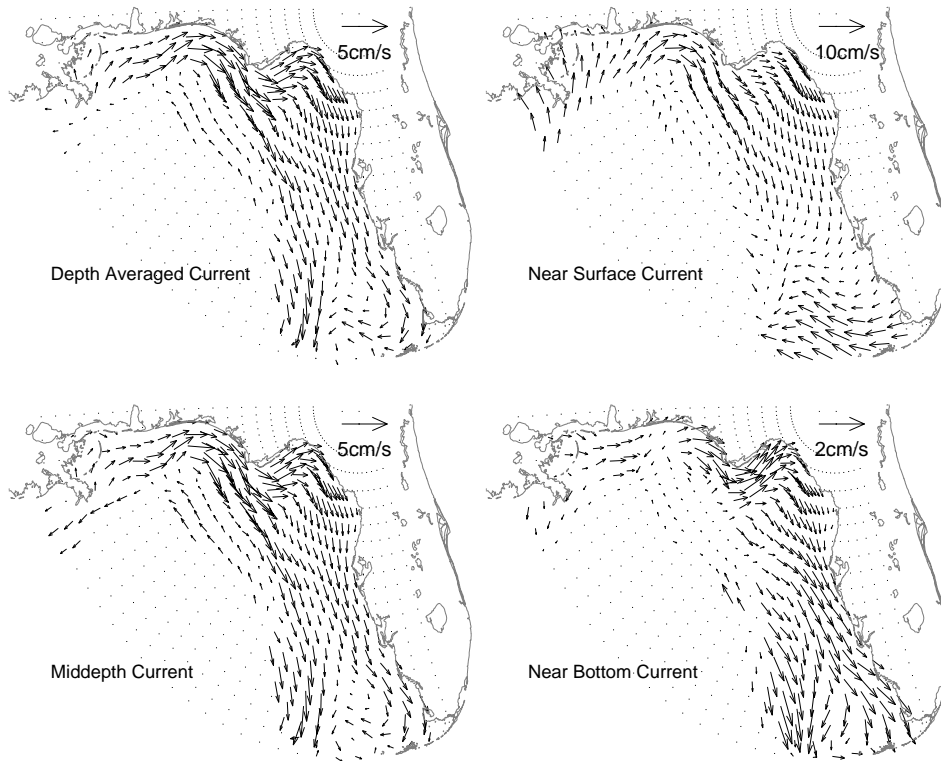 5cm/s
10cm/s
Depth Averaged Current
Near Surface Current
5cm/s
2cm/s
Middepth Current
Near Bottom Current